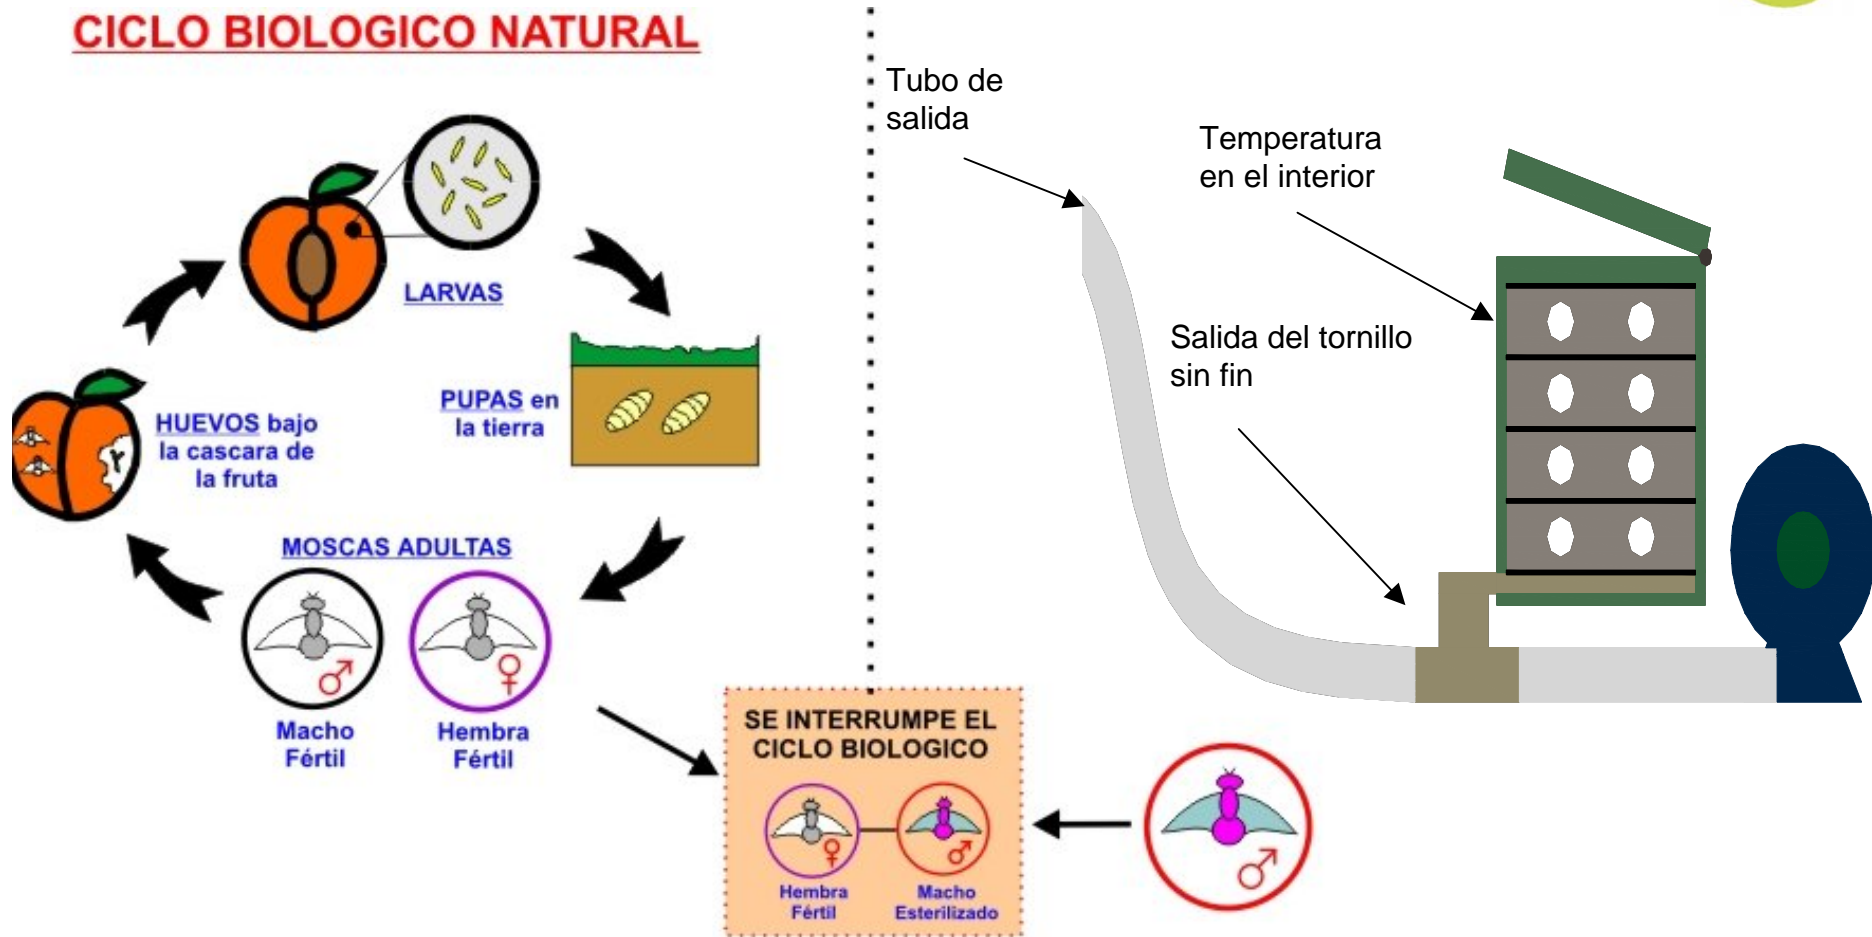 CICLO BIOLOGICO NATURAL
LARVAS
PUPAS en
la tierra
HUEVOS bajo
la cascara de
la fruta
MOSCAS ADULTAS
Macho
Fértil
Hembra
Fértil
SE INTERRUMPE EL
CICLO BIOLOGICO
Hembra
Fértil
Macho
Esterilizado
Tubo de
salida
Temperatura
en el interior
Salida del tornillo
sin fin